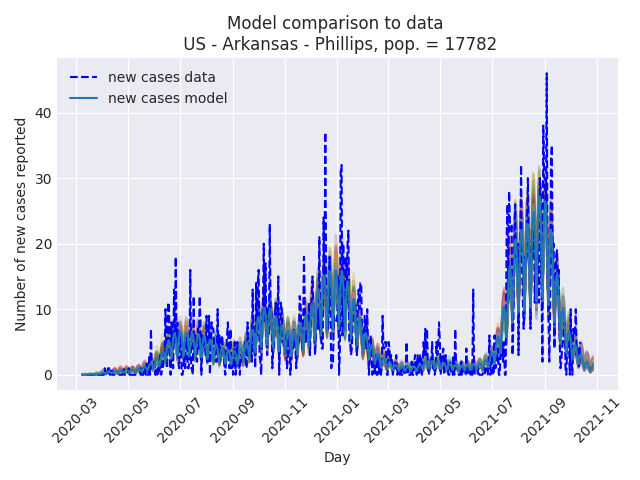 Model comparison to data
US - Arkansas - Phillips, pop. = 17782
new cases data
new cases model
Number of new cases reported
40
30
20
10
0
2020-03
2020-05
2020-07
2020-09
2020-11
2021-01
2021-03
2021-05
2021-07
2021-09
2021-11
Day